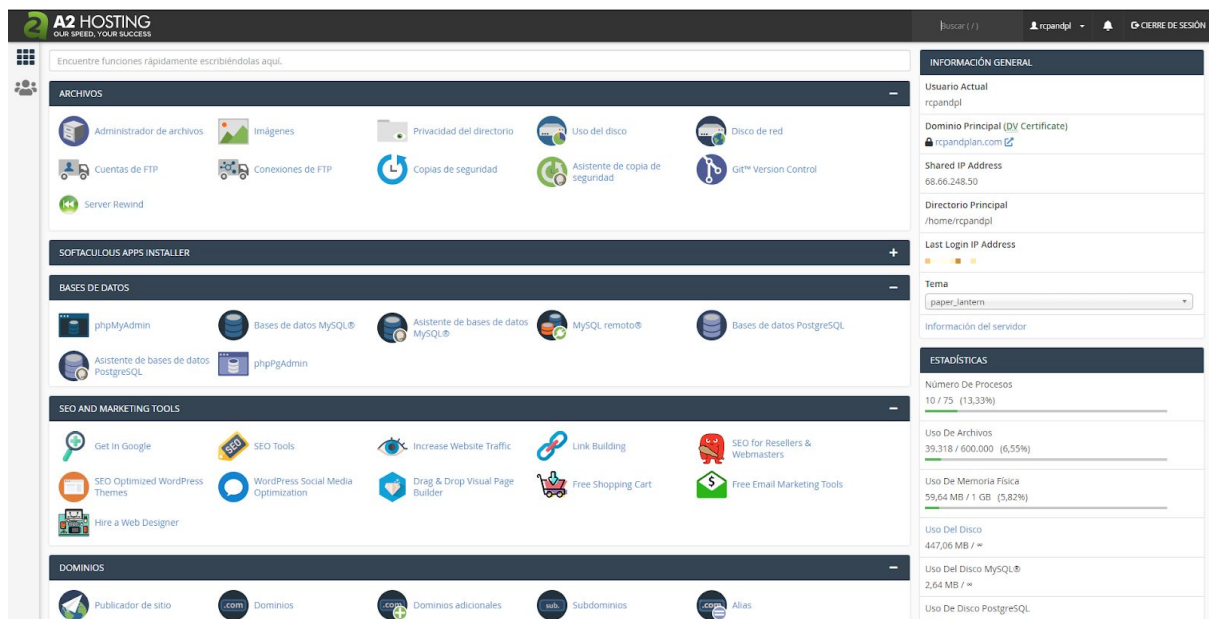 A2 HOSTING
OUR SPEED, YOUR SUCCESS
Buscar ( / )
rcpandpl
CIERRE DE SESIÓN
Encuentre funciones rápidamente escribiéndolas aquí.
ARCHIVOS
Administrador de archivos
Imágenes
Privacidad del directorio
Uso del disco
Disco de red
Cuentas de FTP
Conexiones de FTP
Copias de seguridad
Asistente de copia de
seguridad
Git™ Version Control
Server Rewind
SOFTACULOUS APPS INSTALLER
BASES DE DATOS
phpMyAdmin
Bases de datos MySQL®
Asistente de bases de datos
MySQL®
MySQL remoto®
Bases de datos PostgreSQL
Asistente de bases de datos
PostgreSQL
phpPgAdmin
SEO AND MARKETING TOOLS
Get In Google
SEO
SEO Tools
Increase Website Traffic
Link Building
SEO for Resellers &
Webmasters
SEO Optimized WordPress
Themes
WordPress Social Media
Optimization
Drag & Drop Visual Page
Builder
Free Shopping Cart
$
Free Email Marketing Tools
Hire a Web Designer
DOMINIOS
Publicador de sitio
.com
Dominios
.com
Dominios adicionales
sub.
Subdominios
.com
Alias
INFORMACIÓN GENERAL
Usuario Actual
rcpandpl
Dominio Principal (DV Certificate)
rcpandplan.com
Shared IP Address
68.66.248.50
Directorio Principal
/home/rcpandpl
Last Login IP Address
Tema
paper_lantern
Información del servidor
ESTADÍSTICAS
Número De Procesos
10 / 75 (13,33%)
Uso De Archivos
39.318 / 600.000 (6,55%)
Uso De Memoria Física
59,64 MB / 1 GB (5,82%)
Uso Del Disco
447,06 MB / ∞
Uso Del Disco MySQL®
2,64 MB / ∞
Uso De Disco PostgreSQL